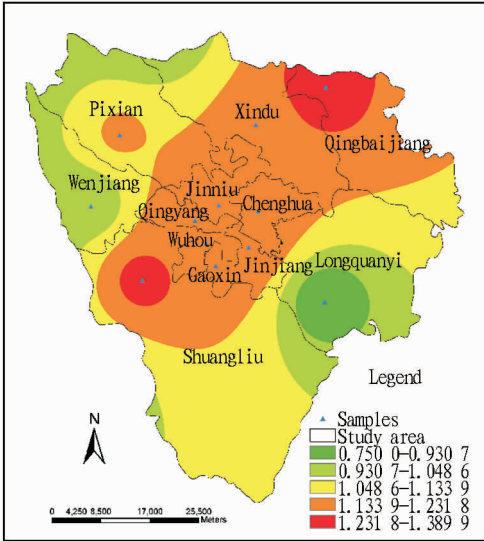 Pixian
Xindu
Qingbaijiang
Wenjiang
Jinniu
Qingyang
Chenghua
Wuhou
Jinjiang
Longquanyi
Gaoxin
Shuangliu
Legend
N
Samples
Study area
0.750 0-0.930 7
0.930 7-1.048 6
1.048 6-1.133 9
1.133 9-1.231 8
1.231 8-1.389 9
0 4,250 8,500 17,000 25,500
Meters